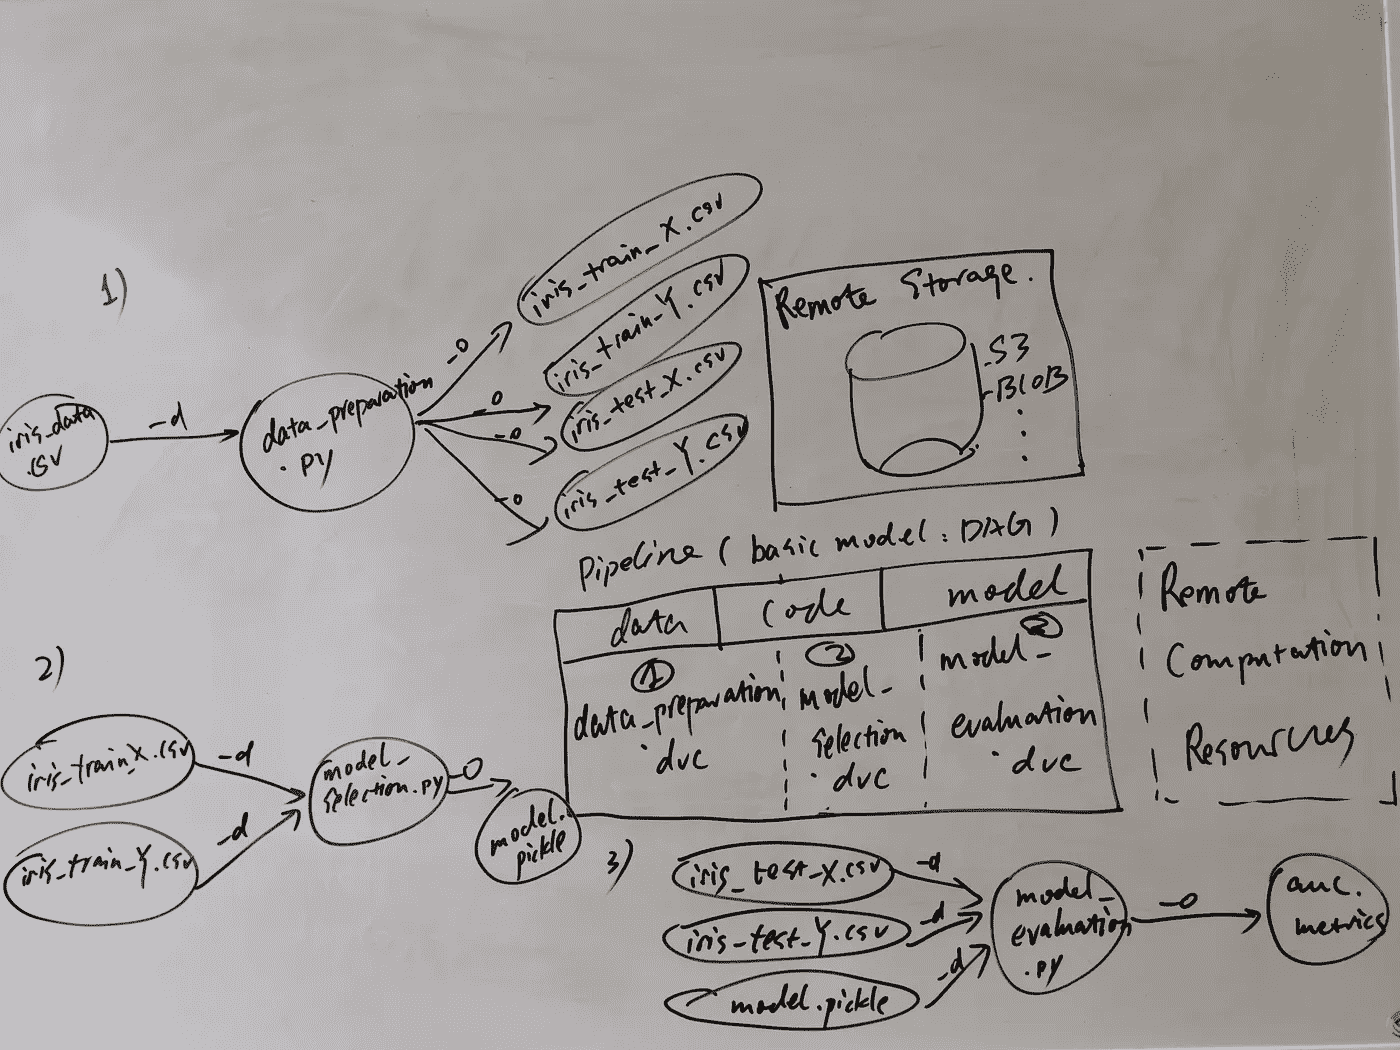 1)
iris_data
.csv
-d
data_preparation
.py
-o
-o
-o
-o
iris_train_X.csv
iris_train_Y.csv
iris_test_X.csv
iris_test_Y.csv
Remote Storage.
-S3
-BlOB
Pipeline (basic model: DAG)
data code model
①
data_preparation
.dvc
②
model_
selection
.dvc
model_
evaluation
.dvc
Remote
Computation
Resources
2)
iris_train_X.csv
-d
iris_train_Y.csv
-d
model_
selection.py
-o
model.
pickle
3)
iris_test_X.csv
-d
iris_test_Y.csv
-d
model.pickle
-d
model_
evaluation
.py
-o
auc.
metrics